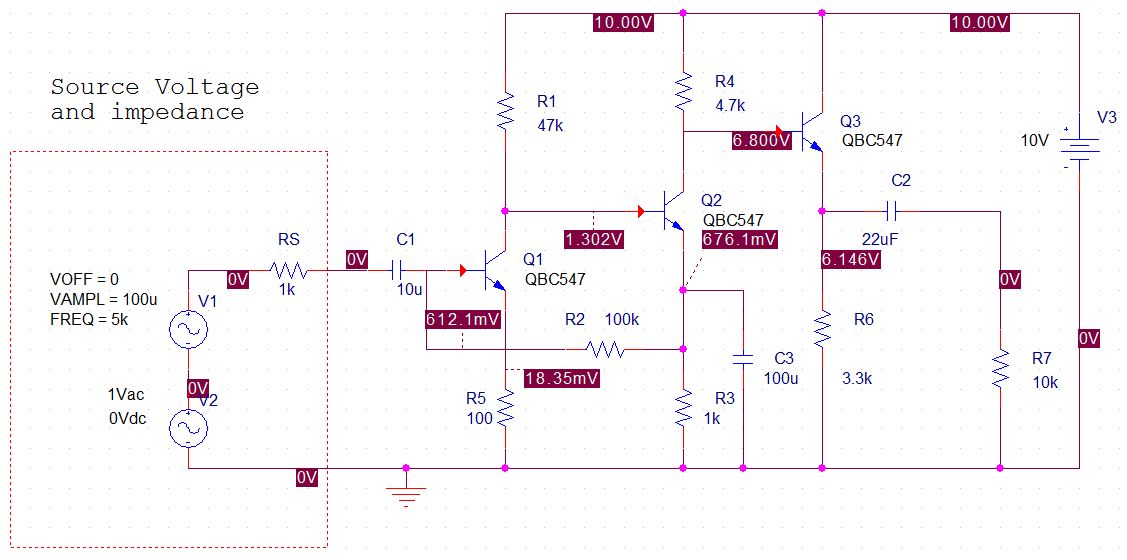 10.00V
10.00V
Source Voltage
and impedance
R1
47k
R4
4.7k
Q3
QBC547
V3
10V
6.800V
C2
22uF
Q2
QBC547
676.1mV
1.302V
6.146V
RS
1k
0V
0V
C1
10u
Q1
QBC547
0V
VOFF = 0
VAMPL = 100u
FREQ = 5k
V1
612.1mV
R2
100k
R6
3.3k
0V
C3
100u
R7
10k
18.35mV
1Vac
0Vdc
0V
V2
R5
100
R3
1k
0V